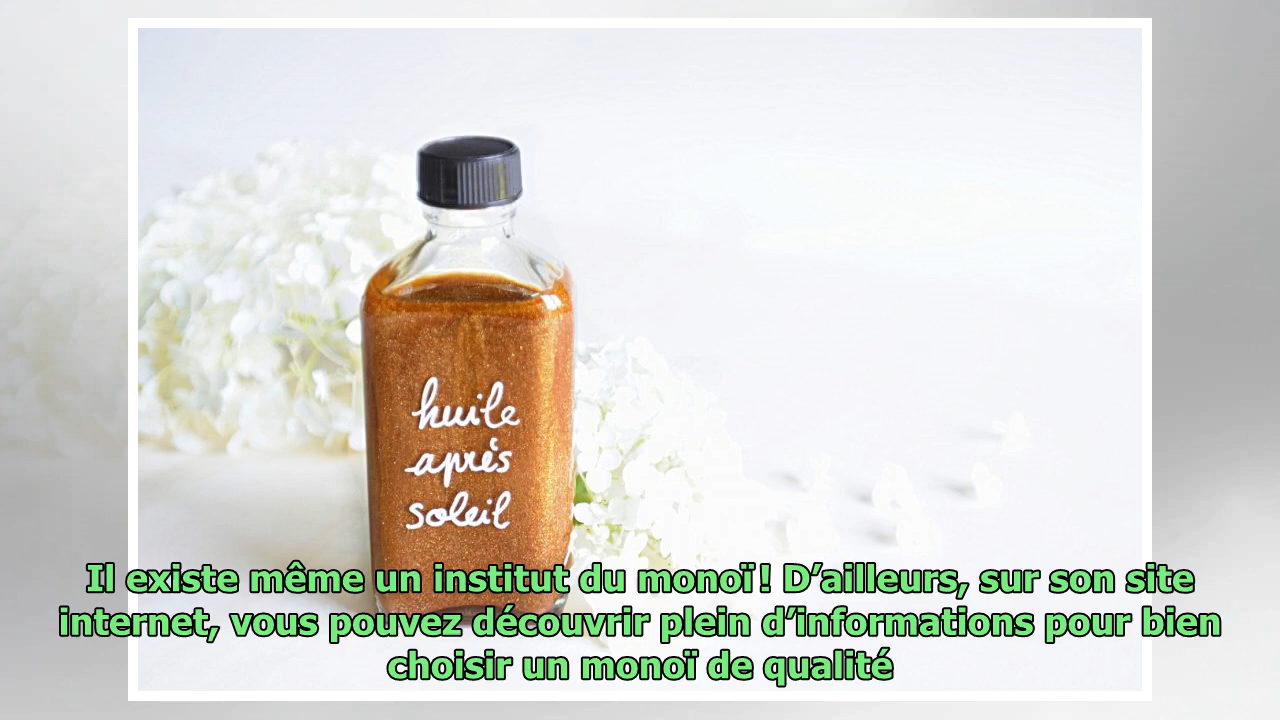 huile
après
soleil
Il existe même un institut du monoï! D’ailleurs, sur son site
internet, vous pouvez découvrir plein d’informations pour bien
choisir un monoï de qualité